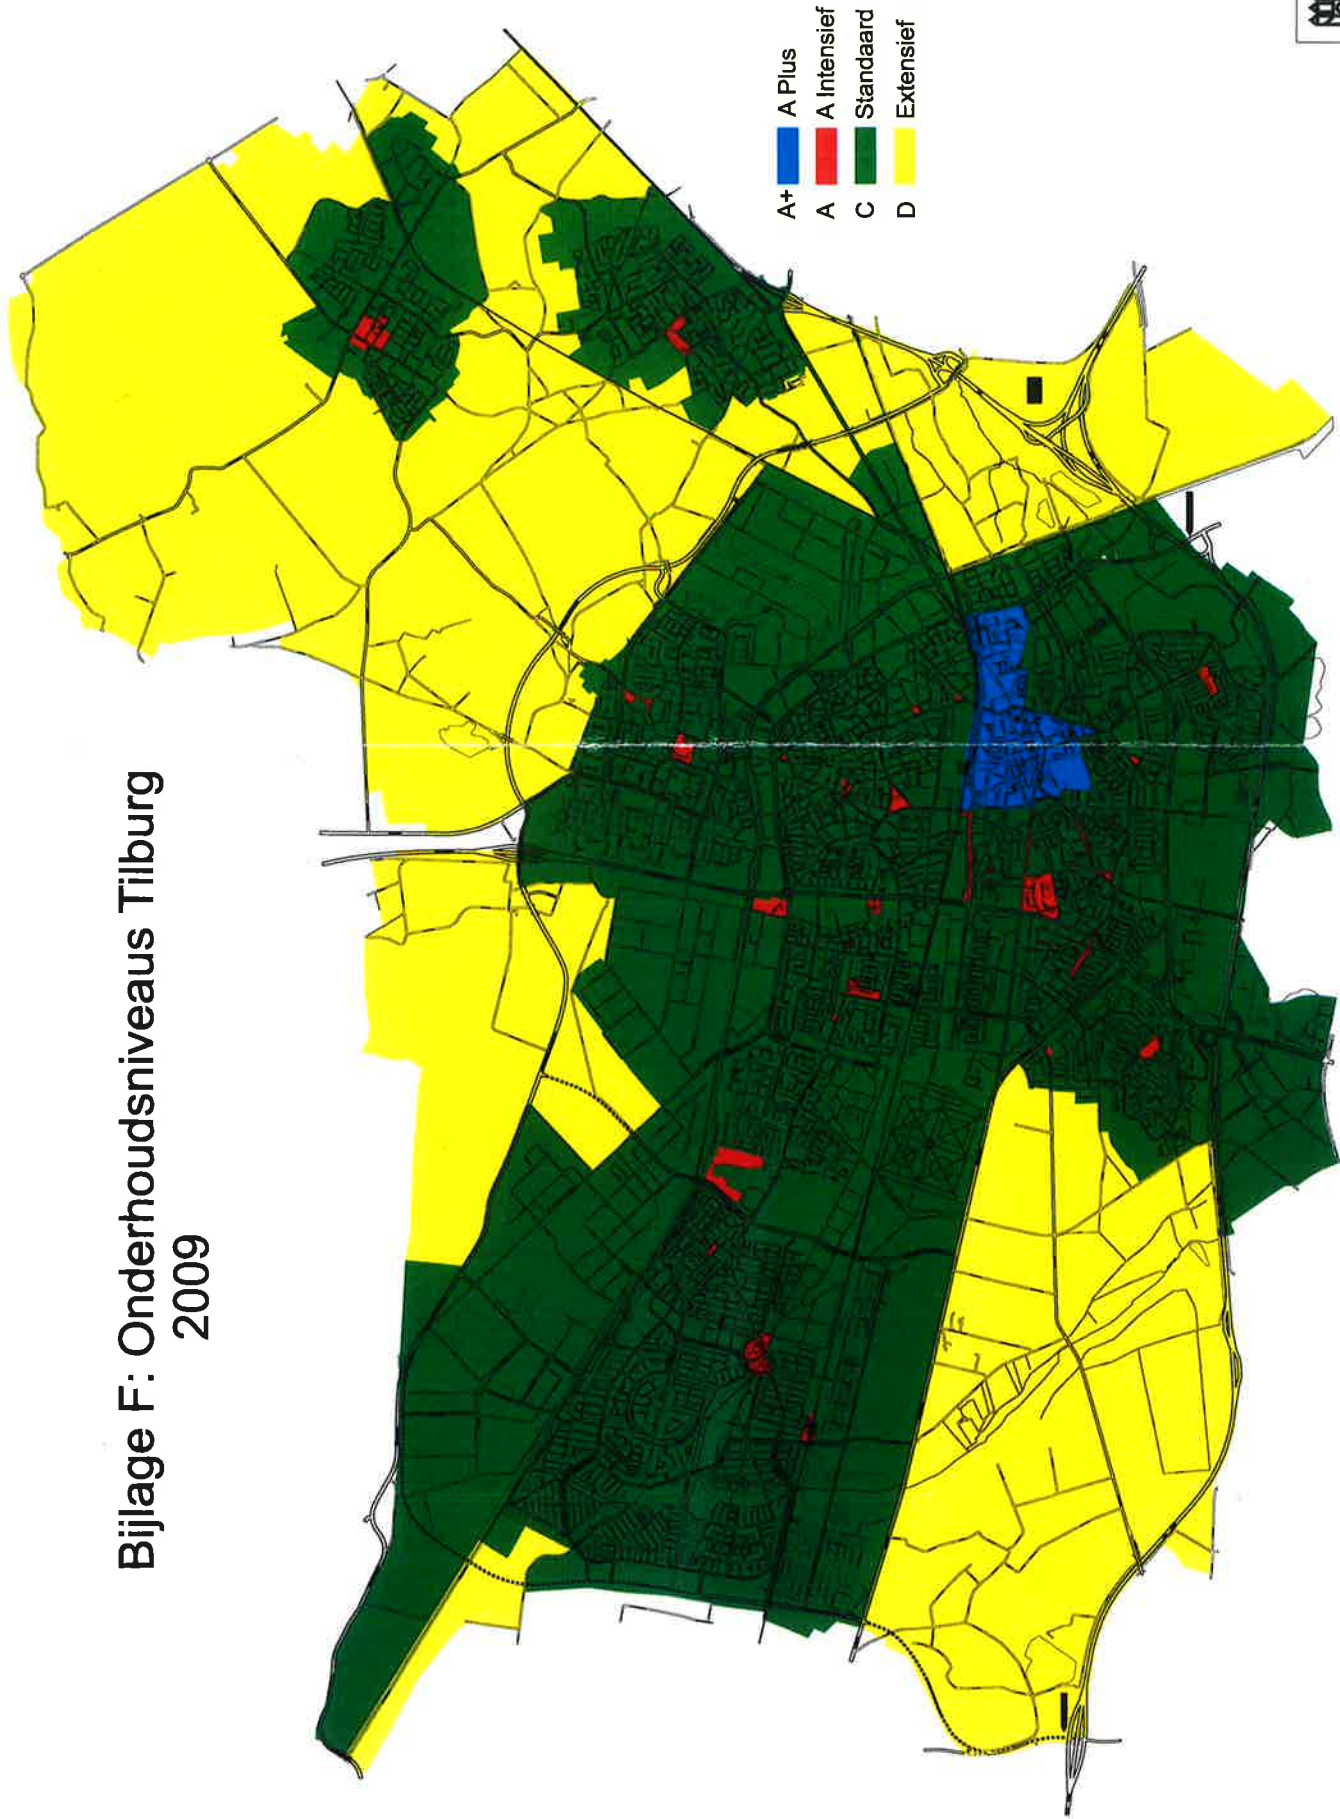 Bijlage F: Onderhoudsniveaus Tilburg
2009
A+ A Plus
A A Intensief
C Standaard
D Extensief